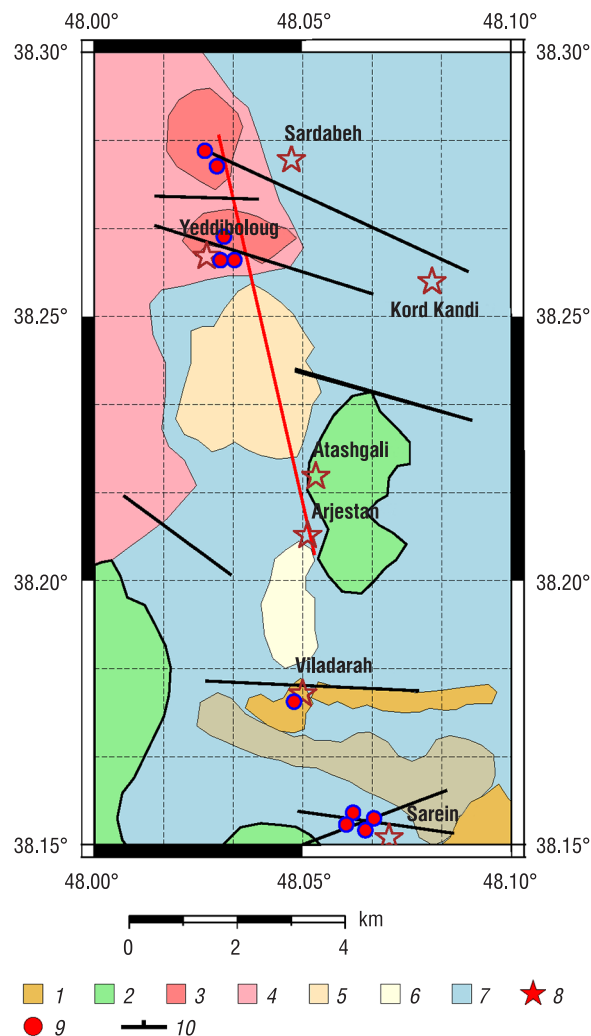 48.00° 48.05° 48.10°
38.30° 38.30°
Sardabeh
Yeddiboloug
Kord Kandi
38.25° 38.25°
Atashgali
Arjestan
38.20° 38.20°
Viladarah
Sarein
38.15° 38.15°
48.00° 48.05° 48.10°
km
0 2 4
1 2 3 4 5 6 7 8
9 10